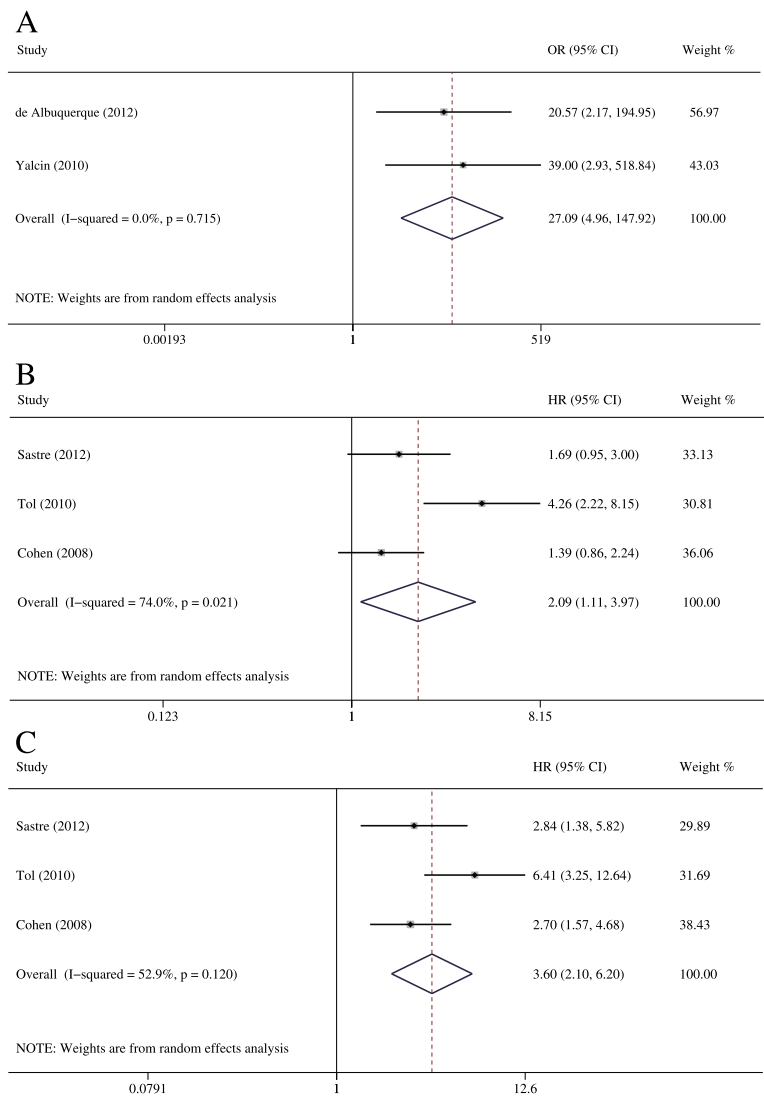 A
Study OR (95% CI) Weight %
de Albuquerque (2012) 20.57 (2.17, 194.95) 56.97
Yalcin (2010) 39.00 (2.93, 518.84) 43.03
Overall (I−squared = 0.0%, p = 0.715) 27.09 (4.96, 147.92) 100.00
NOTE: Weights are from random effects analysis
0.00193 1 519
B
Study HR (95% CI) Weight %
Sastre (2012) 1.69 (0.95, 3.00) 33.13
Tol (2010) 4.26 (2.22, 8.15) 30.81
Cohen (2008) 1.39 (0.86, 2.24) 36.06
Overall (I−squared = 74.0%, p = 0.021) 2.09 (1.11, 3.97) 100.00
NOTE: Weights are from random effects analysis
0.123 1 8.15
C
Study HR (95% CI) Weight %
Sastre (2012) 2.84 (1.38, 5.82) 29.89
Tol (2010) 6.41 (3.25, 12.64) 31.69
Cohen (2008) 2.70 (1.57, 4.68) 38.43
Overall (I−squared = 52.9%, p = 0.120) 3.60 (2.10, 6.20) 100.00
NOTE: Weights are from random effects analysis
0.0791 1 12.6